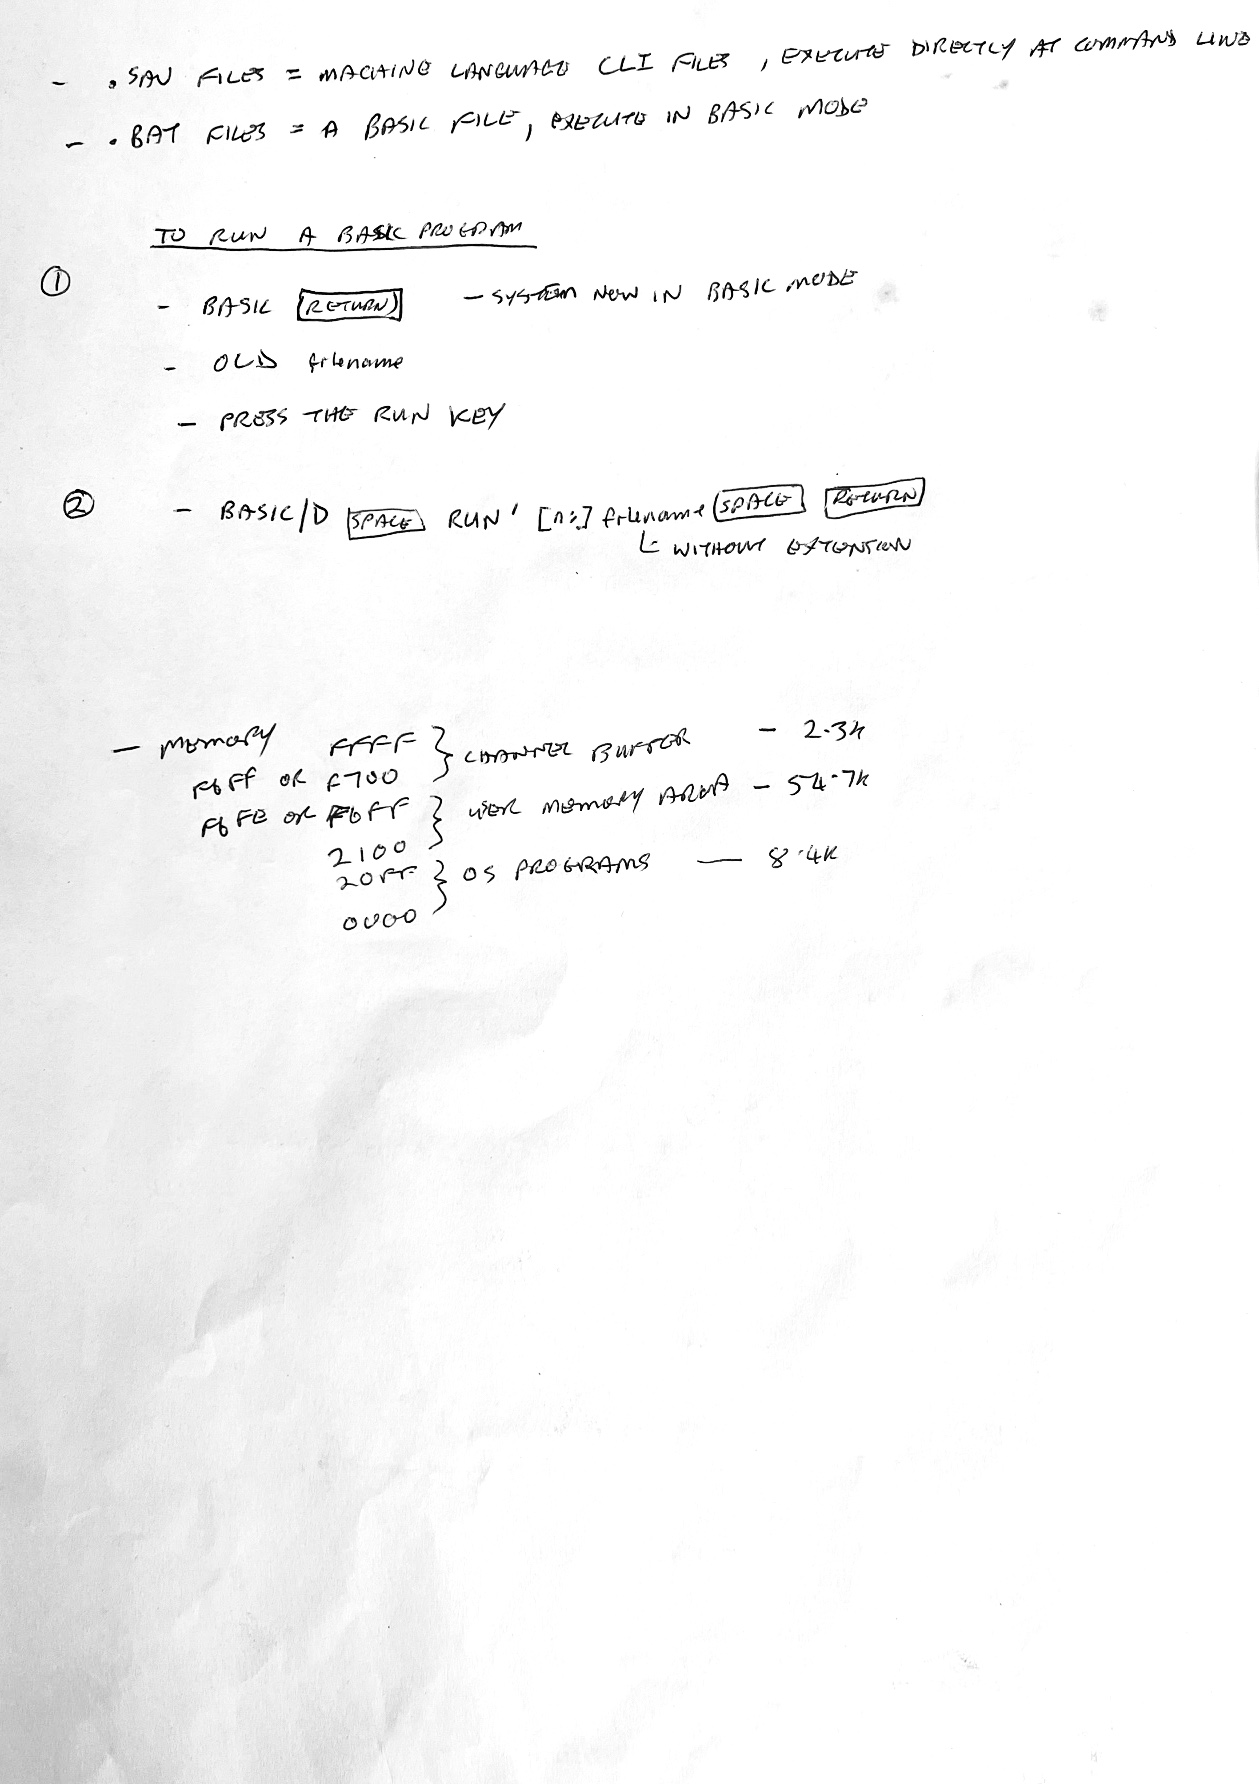 - .SAV FILES = MACHINE LANGUAGE CLI FILES, EXECUTE DIRECTLY AT COMMAND LINE
- .BAT FILES = A BASIC FILE, EXECUTE IN BASIC MODE
TO RUN A BASIC PROGRAM
① - BASIC [RETURN] - SYSTEM NOW IN BASIC MODE
- OLD filename
- PRESS THE RUN KEY
② - BASIC/D [SPACE] RUN' [n:] filename [SPACE] [RETURN]
WITHOUT EXTENTION
- MEMORY FFFF } CHANNEL BUFFER - 2.3K
F6FF OR F700
F6FE OR F6FF } USER MEMORY AREA - 54.7K
2100
20FF } OS PROGRAMS - 8.4K
0000